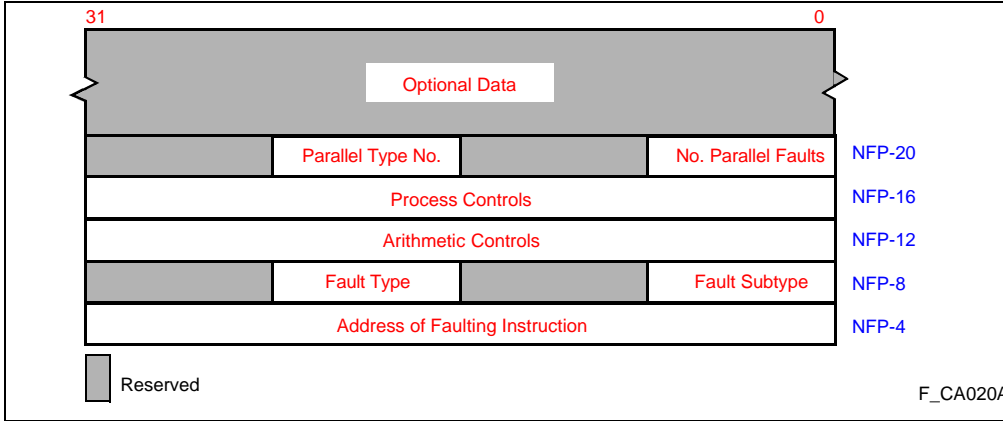 31 0
Optional Data
Parallel Type No. No. Parallel Faults NFP-20
Process Controls NFP-16
Arithmetic Controls NFP-12
Fault Type Fault Subtype NFP-8
Address of Faulting Instruction NFP-4
Reserved
F_CA020A